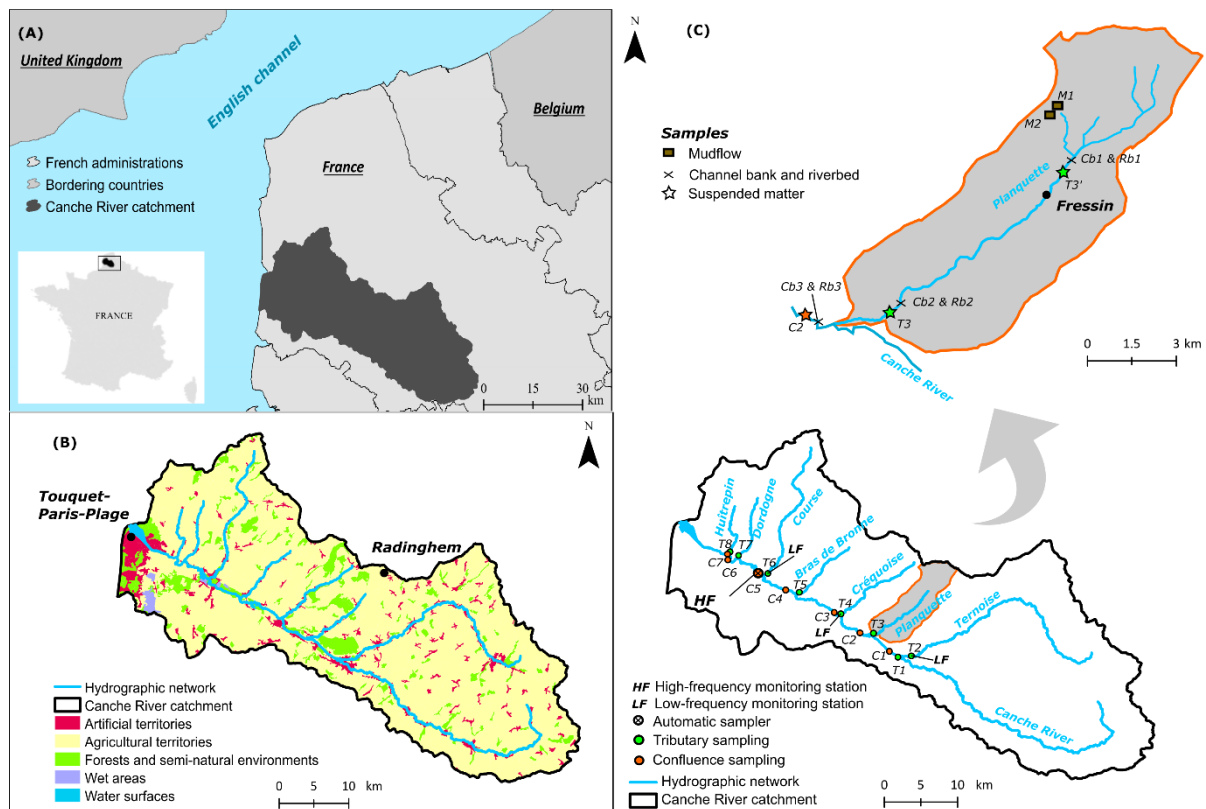 (A)
United Kingdom
English channel
Belgium
France
French administrations
Bordering countries
Canche River catchment
FRANCE
0 15 30
km
(B)
N
Touquet-
Paris-Plage
Radinghem
Hydrographic network
Canche River catchment
Artificial territories
Agricultural territories
Forests and semi-natural environments
Wet areas
Water surfaces
0 5 10 km
N
(C)
Samples
Mudflow
Channel bank and riverbed
Suspended matter
M1
M2
Cb1 & Rb1
T3'
Planquette
Fressin
Cb3 & Rb3
Cb2 & Rb2
C2
T3
Canche River
0 1.5 3 km
Huitrepin
Dordogne
Course
Bras de Bronne
Créquoise
Planquette
Ternoise
Canche River
T8
T7
C7
C6
LF
T6
C5
HF
T5
C4
T4
C3
LF
T3
C2
T2
C1
LF
T1
HF High-frequency monitoring station
LF Low-frequency monitoring station
Automatic sampler
Tributary sampling
Confluence sampling
Hydrographic network
Canche River catchment
0 5 10 km